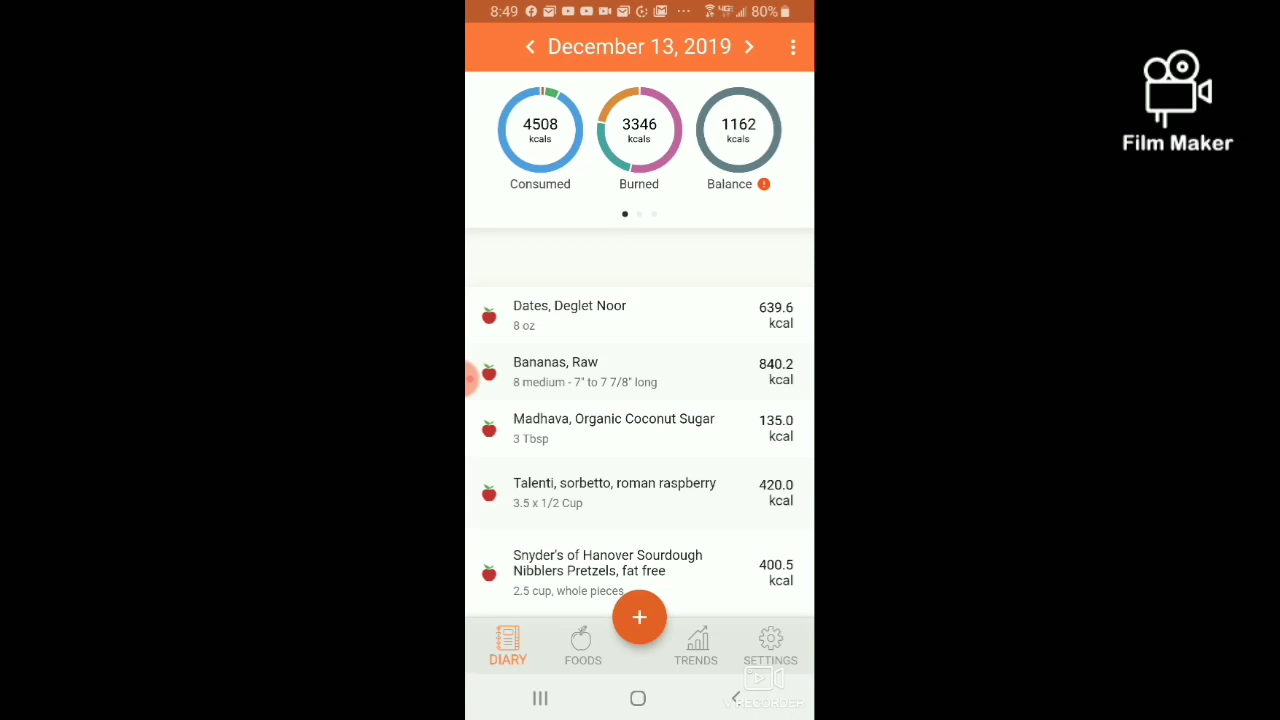 8:49
80%
December 13, 2019
4508
kcals
Consumed
3346
kcals
Burned
1162
kcals
Balance
Dates, Deglet Noor
8 oz
639.6
kcal
Bananas, Raw
8 medium - 7" to 7 7/8" long
840.2
kcal
Madhava, Organic Coconut Sugar
3 Tbsp
135.0
kcal
Talenti, sorbetto, roman raspberry
3.5 x 1/2 Cup
420.0
kcal
Snyder's of Hanover Sourdough
Nibblers Pretzels, fat free
2.5 cup, whole pieces
400.5
kcal
+
DIARY
FOODS
TRENDS
SETTINGS
V RECORDER
Film Maker